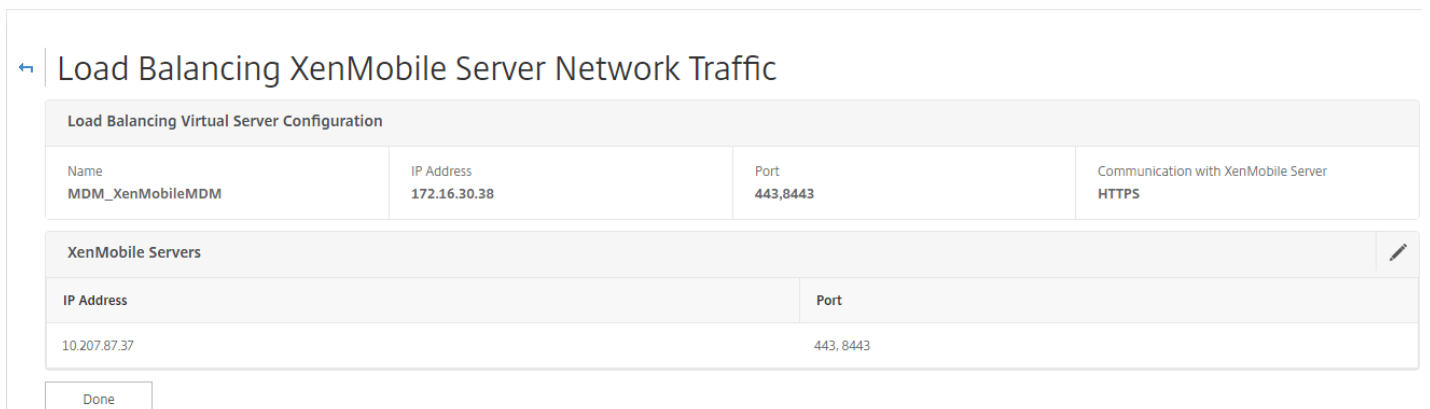 Load Balancing XenMobile Server Network Traffic
Load Balancing Virtual Server Configuration
Name IP Address Port Communication with XenMobile Server
MDM_XenMobileMDM 172.16.30.38 443,8443 HTTPS
XenMobile Servers
IP Address Port
10.207.87.37 443, 8443
Done